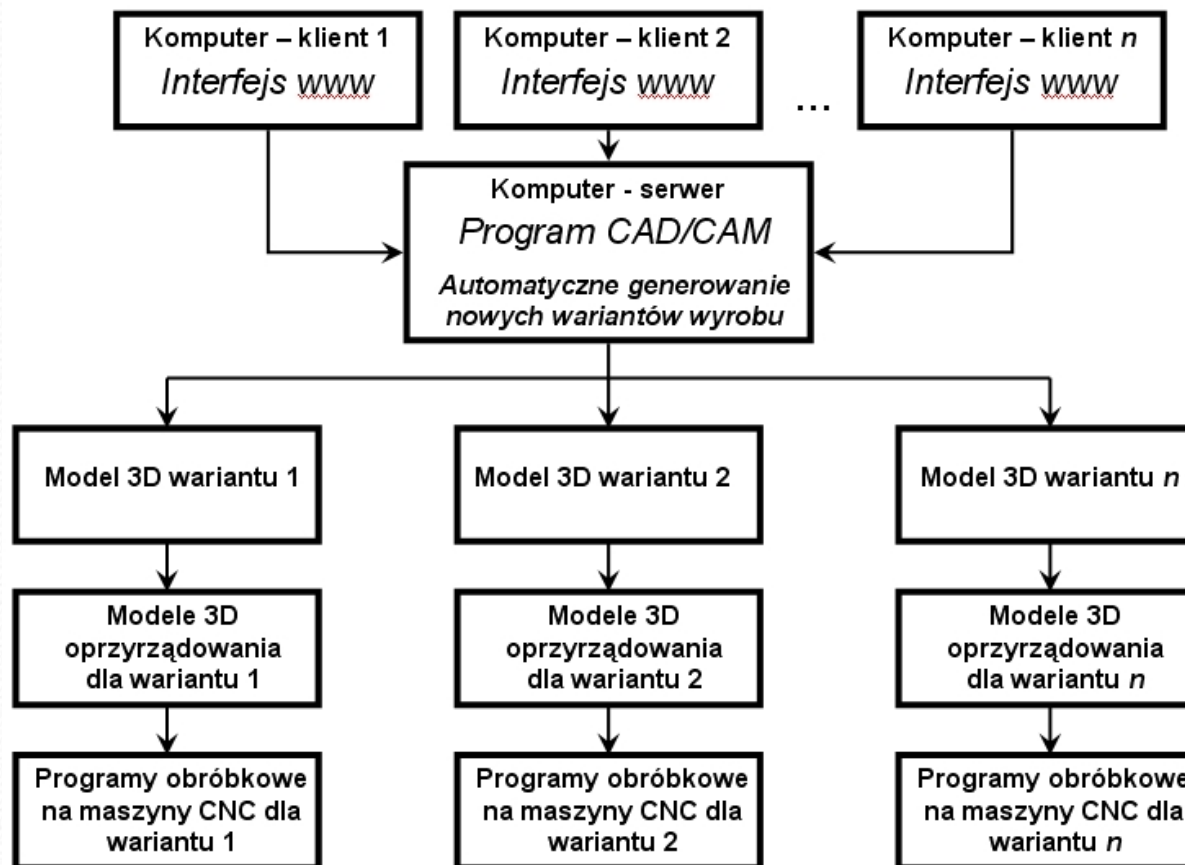 Komputer – klient 1
Interfejs www
Komputer – klient 2
Interfejs www
...
Komputer – klient n
Interfejs www
Komputer - serwer
Program CAD/CAM
Automatyczne generowanie
nowych wariantów wyrobu
Model 3D wariantu 1
Model 3D wariantu 2
Model 3D wariantu n
Modele 3D
oprzyrządowania
dla wariantu 1
Modele 3D
oprzyrządowania
dla wariantu 2
Modele 3D
oprzyrządowania
dla wariantu n
Programy obróbkowe
na maszyny CNC dla
wariantu 1
Programy obróbkowe
na maszyny CNC dla
wariantu 2
Programy obróbkowe
na maszyny CNC dla
wariantu n